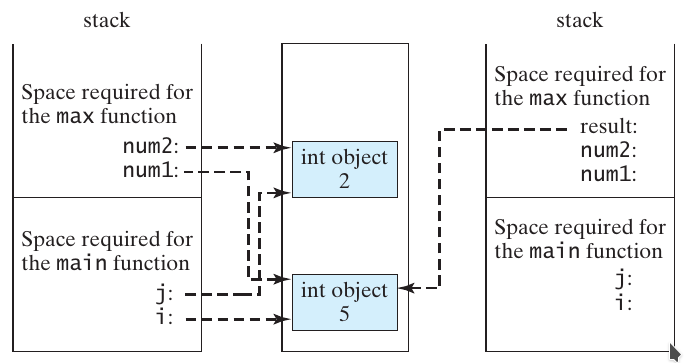 stack
Space required for
the max function
num2:
num1:
Space required for
the main function
j:
i:
int object
2
int object
5
stack
Space required for
the max function
result:
num2:
num1:
Space required for
the main function
j:
i: